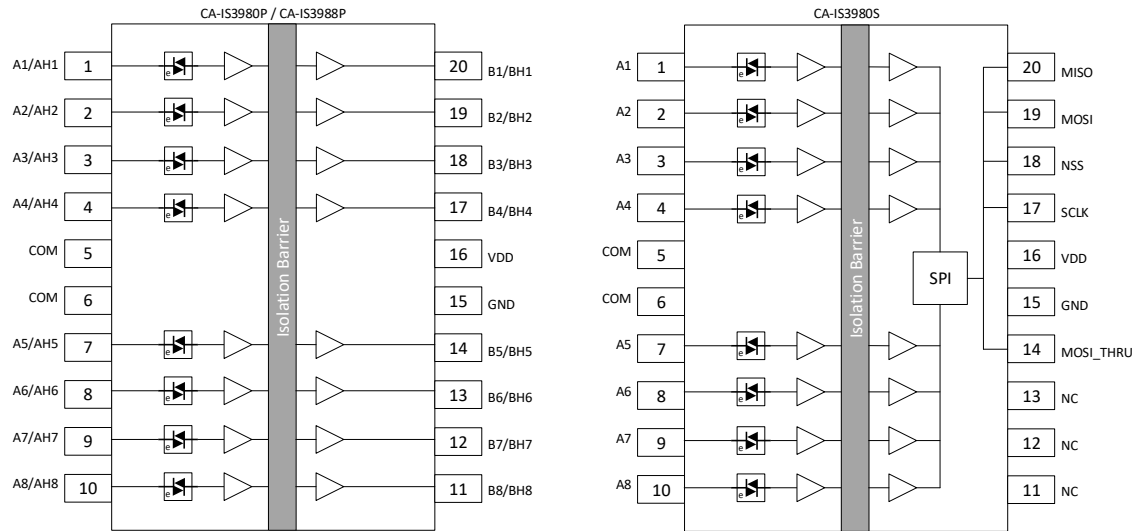 CA-IS3980P / CA-IS3988P
A1/AH1 1 e 20 B1/BH1
A2/AH2 2 e 19 B2/BH2
A3/AH3 3 e 18 B3/BH3
A4/AH4 4 e 17 B4/BH4
COM 5 16 VDD
COM 6 15 GND
A5/AH5 7 e 14 B5/BH5
A6/AH6 8 e 13 B6/BH6
A7/AH7 9 e 12 B7/BH7
A8/AH8 10 e 11 B8/BH8
Isolation Barrier
CA-IS3980S
A1 1 e 20 MISO
A2 2 e 19 MOSI
A3 3 e 18 NSS
A4 4 e 17 SCLK
COM 5 16 VDD
SPI
COM 6 15 GND
A5 7 e 14 MOSI_THRU
A6 8 e 13 NC
A7 9 e 12 NC
A8 10 e 11 NC
Isolation Barrier